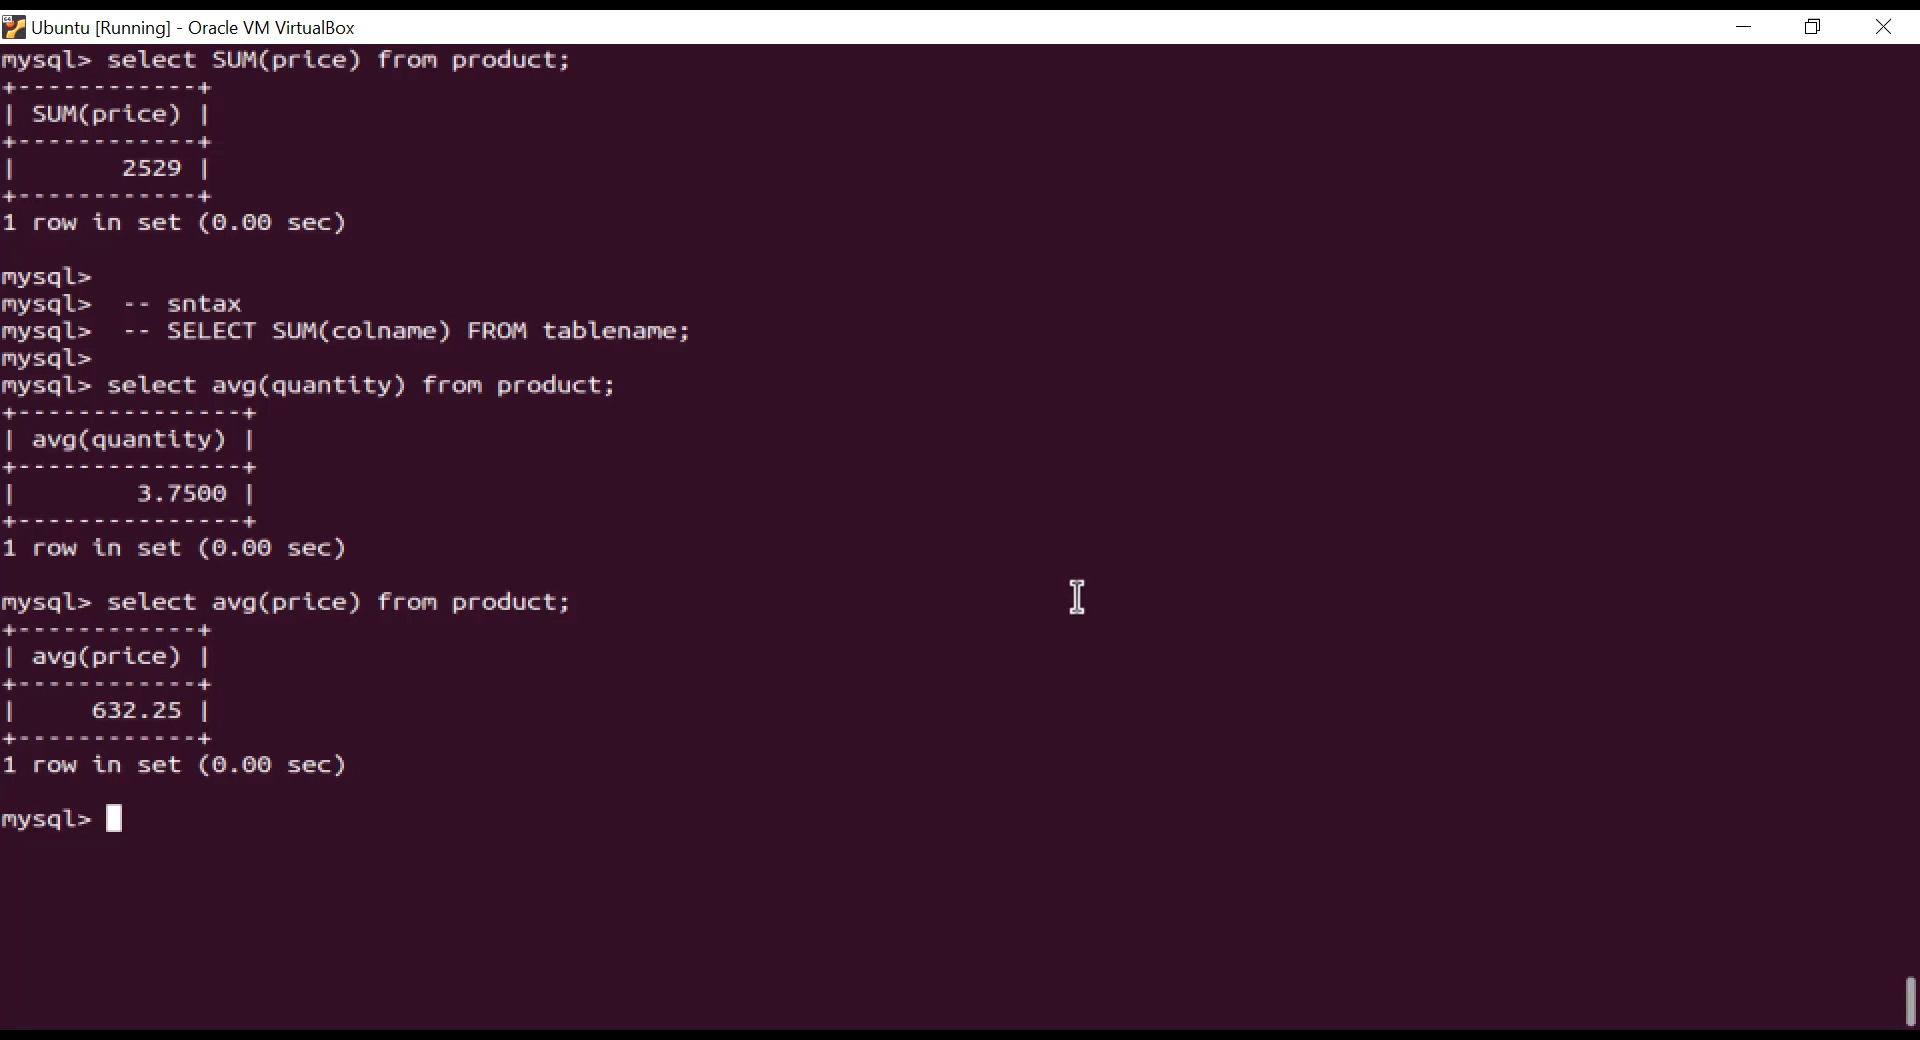 Ubuntu [Running] - Oracle VM VirtualBox
mysql> select SUM(price) from product;
+------------+
| SUM(price) |
+------------+
|       2529 |
+------------+
1 row in set (0.00 sec)
mysql>
mysql>  -- sntax
mysql>  -- SELECT SUM(colname) FROM tablename;
mysql>
mysql> select avg(quantity) from product;
+---------------+
| avg(quantity) |
+---------------+
|        3.7500 |
+---------------+
1 row in set (0.00 sec)
mysql> select avg(price) from product;
+------------+
| avg(price) |
+------------+
|     632.25 |
+------------+
1 row in set (0.00 sec)
mysql>